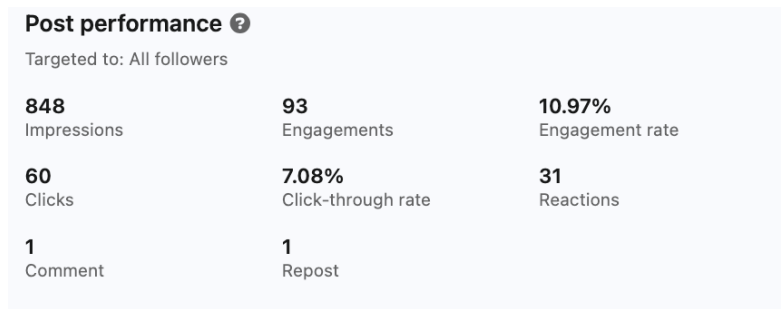 Post performance ?
Targeted to: All followers
848 93 10.97%
Impressions Engagements Engagement rate
60 7.08% 31
Clicks Click-through rate Reactions
1 1
Comment Repost